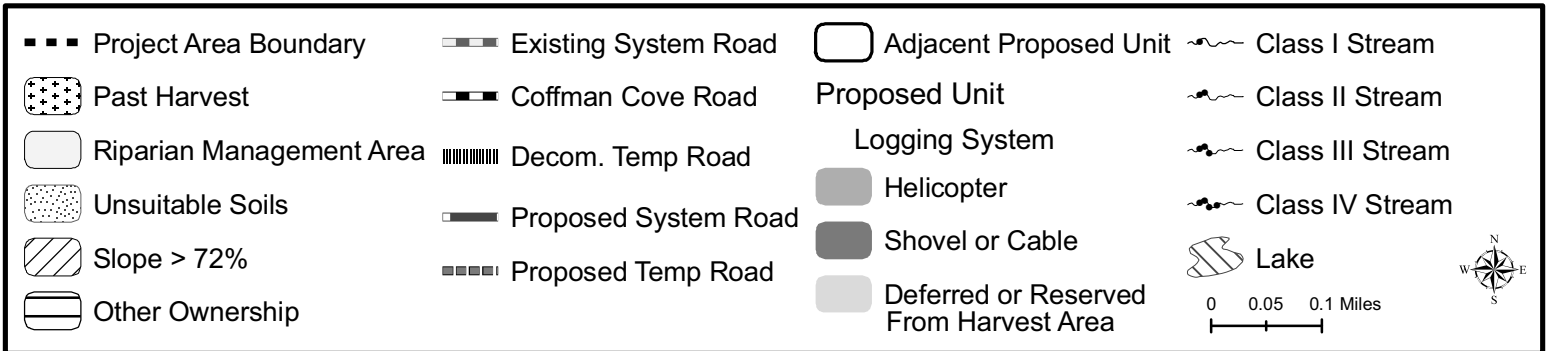 Project Area Boundary
Past Harvest
Riparian Management Area
Unsuitable Soils
Slope > 72%
Other Ownership
Existing System Road
Coffman Cove Road
Decom. Temp Road
Proposed System Road
Proposed Temp Road
Adjacent Proposed Unit
Proposed Unit
Logging System
Helicopter
Shovel or Cable
Deferred or Reserved
From Harvest Area
Class I Stream
Class II Stream
Class III Stream
Class IV Stream
Lake
0 0.05 0.1 Miles
N
W E
S